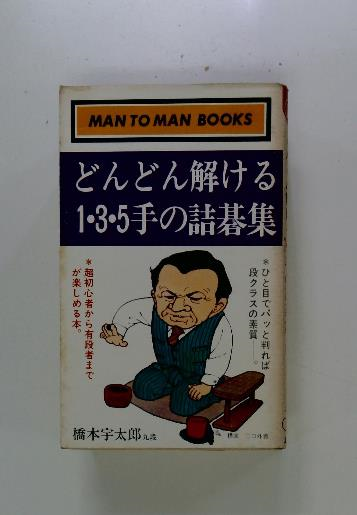 MAN TO MAN BOOKS
どんどん解ける
1・3・5手の詰碁集
＊ひと目でパッと判れば
段クラスの素質――。
＊超初心者から有段者まで
が楽しめる本。
橋本宇太郎九段